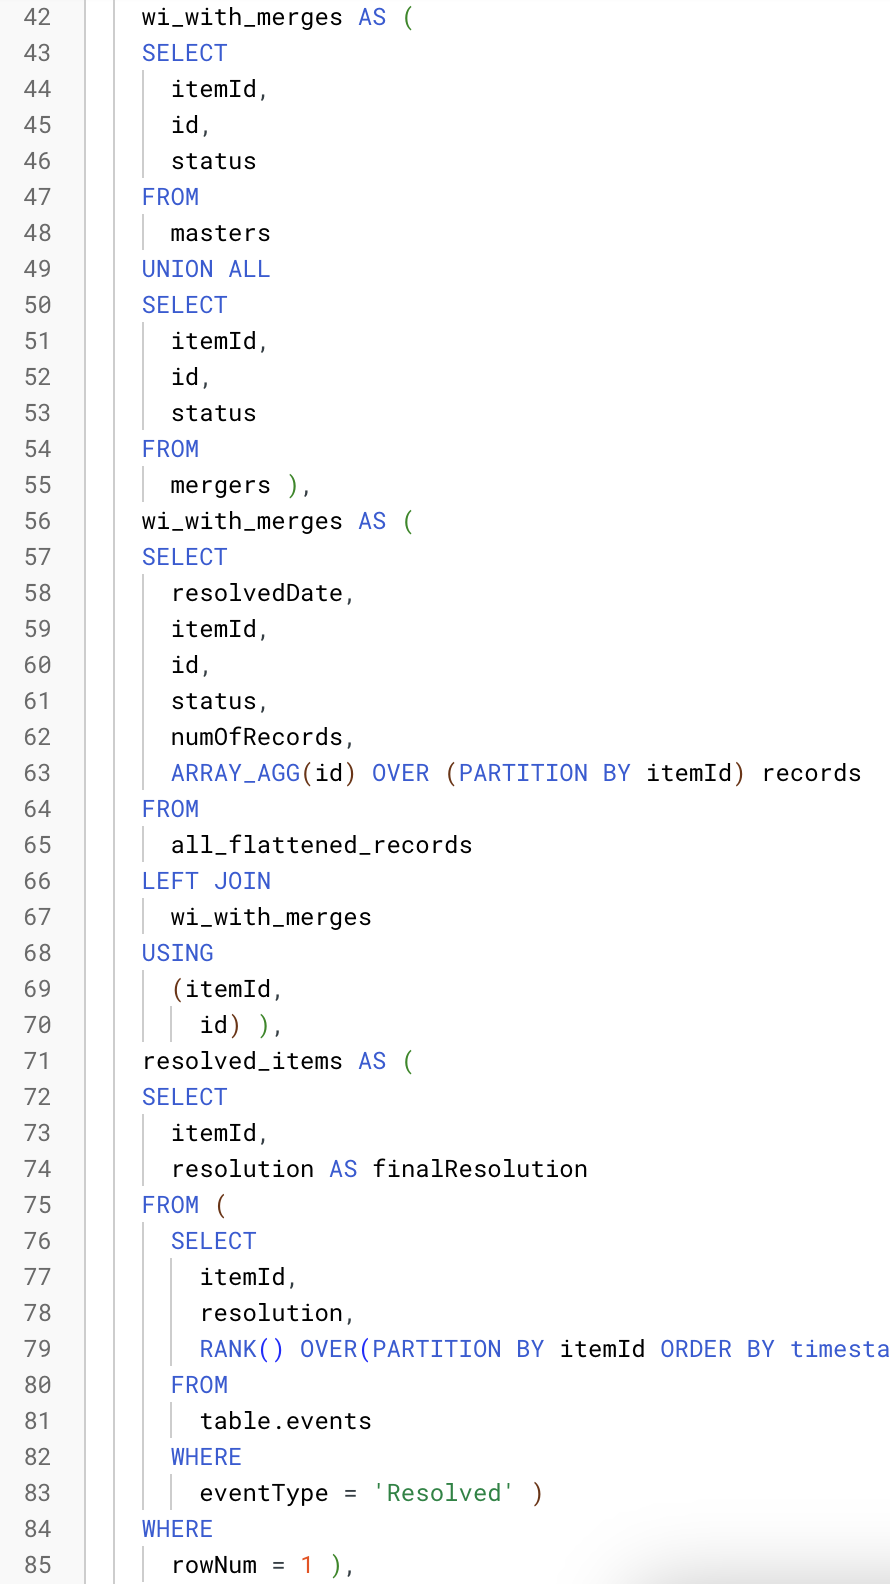 42 wi_with_merges AS (
43 SELECT
44 itemId,
45 id,
46 status
47 FROM
48 masters
49 UNION ALL
50 SELECT
51 itemId,
52 id,
53 status
54 FROM
55 mergers ),
56 wi_with_merges AS (
57 SELECT
58 resolvedDate,
59 itemId,
60 id,
61 status,
62 numOfRecords,
63 ARRAY_AGG(id) OVER (PARTITION BY itemId) records
64 FROM
65 all_flattened_records
66 LEFT JOIN
67 wi_with_merges
68 USING
69 (itemId,
70 id) ),
71 resolved_items AS (
72 SELECT
73 itemId,
74 resolution AS finalResolution
75 FROM (
76 SELECT
77 itemId,
78 resolution,
79 RANK() OVER(PARTITION BY itemId ORDER BY timesta
80 FROM
81 table.events
82 WHERE
83 eventType = 'Resolved' )
84 WHERE
85 rowNum = 1 ),